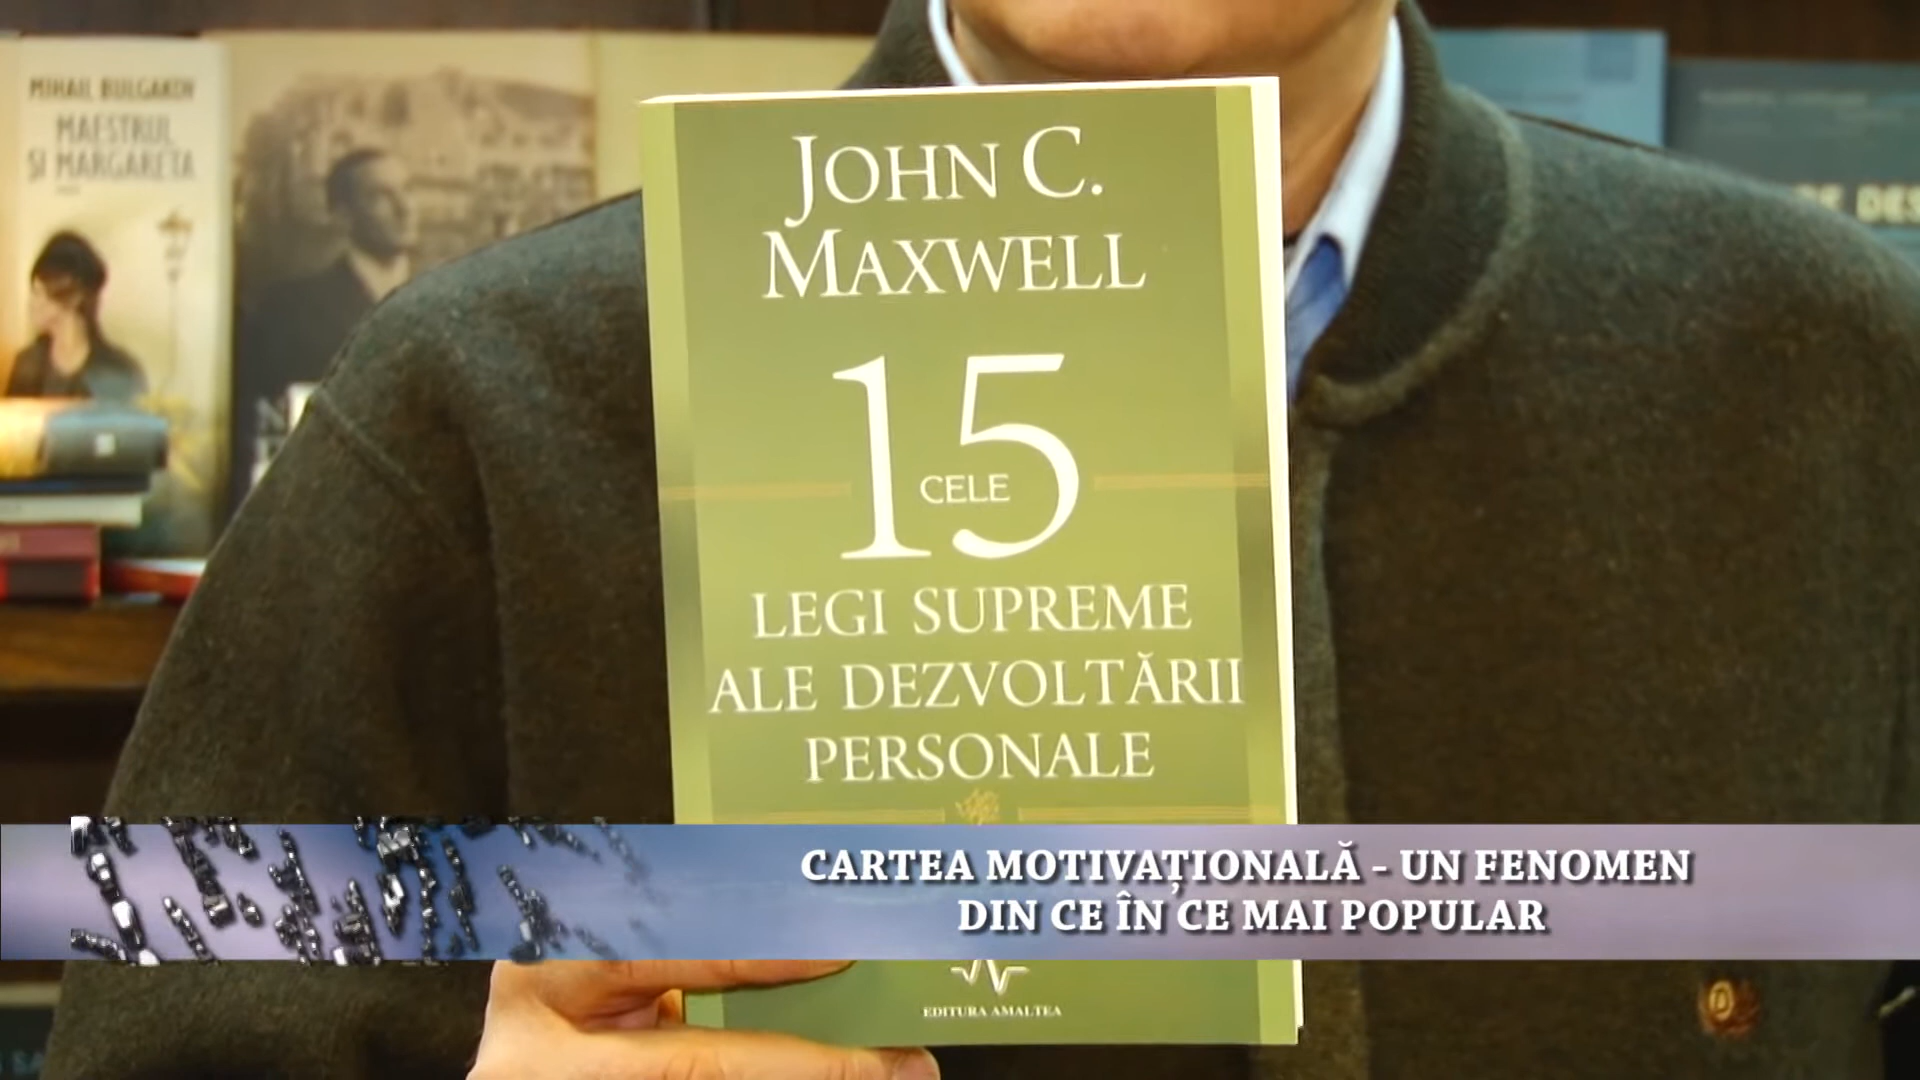 MIHAIL BULGAKOV
MAESTRUL
ȘI MARGARETA
JOHN C.
MAXWELL
15
CELE
LEGI SUPREME
ALE DEZVOLTĂRII
PERSONALE
CARTEA MOTIVAȚIONALĂ - UN FENOMEN
DIN CE ÎN CE MAI POPULAR
EDITURA AMALTEA